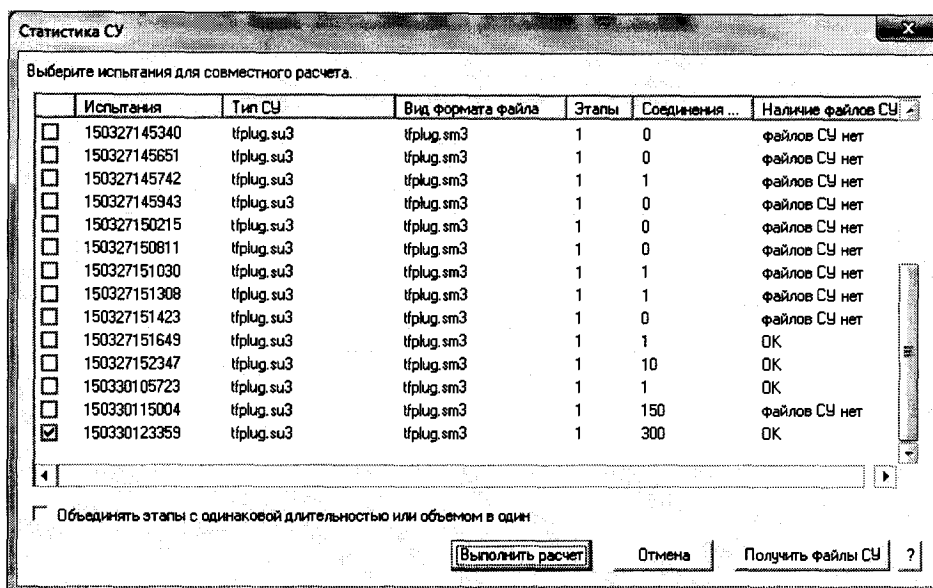 Статистика СУ
Выберите испытания для совместного расчета.
Испытания Тип СУ Вид формата файла Этапы Соединения ... Наличие файлов СУ
150327145340 tfplug.su3 tfplug.sm3 1 0 файлов СУ нет
150327145651 tfplug.su3 tfplug.sm3 1 0 файлов СУ нет
150327145742 tfplug.su3 tfplug.sm3 1 1 файлов СУ нет
150327145943 tfplug.su3 tfplug.sm3 1 0 файлов СУ нет
150327150215 tfplug.su3 tfplug.sm3 1 0 файлов СУ нет
150327150811 tfplug.su3 tfplug.sm3 1 0 файлов СУ нет
150327151030 tfplug.su3 tfplug.sm3 1 1 файлов СУ нет
150327151308 tfplug.su3 tfplug.sm3 1 1 файлов СУ нет
150327151423 tfplug.su3 tfplug.sm3 1 0 файлов СУ нет
150327151649 tfplug.su3 tfplug.sm3 1 1 OK
150327152347 tfplug.su3 tfplug.sm3 1 10 OK
150330105723 tfplug.su3 tfplug.sm3 1 1 OK
150330115004 tfplug.su3 tfplug.sm3 1 150 файлов СУ нет
150330123359 tfplug.su3 tfplug.sm3 1 300 OK
Объединять этапы с одинаковой длительностью или объемом в один
Выполнить расчет Отмена Получить файлы СУ ?